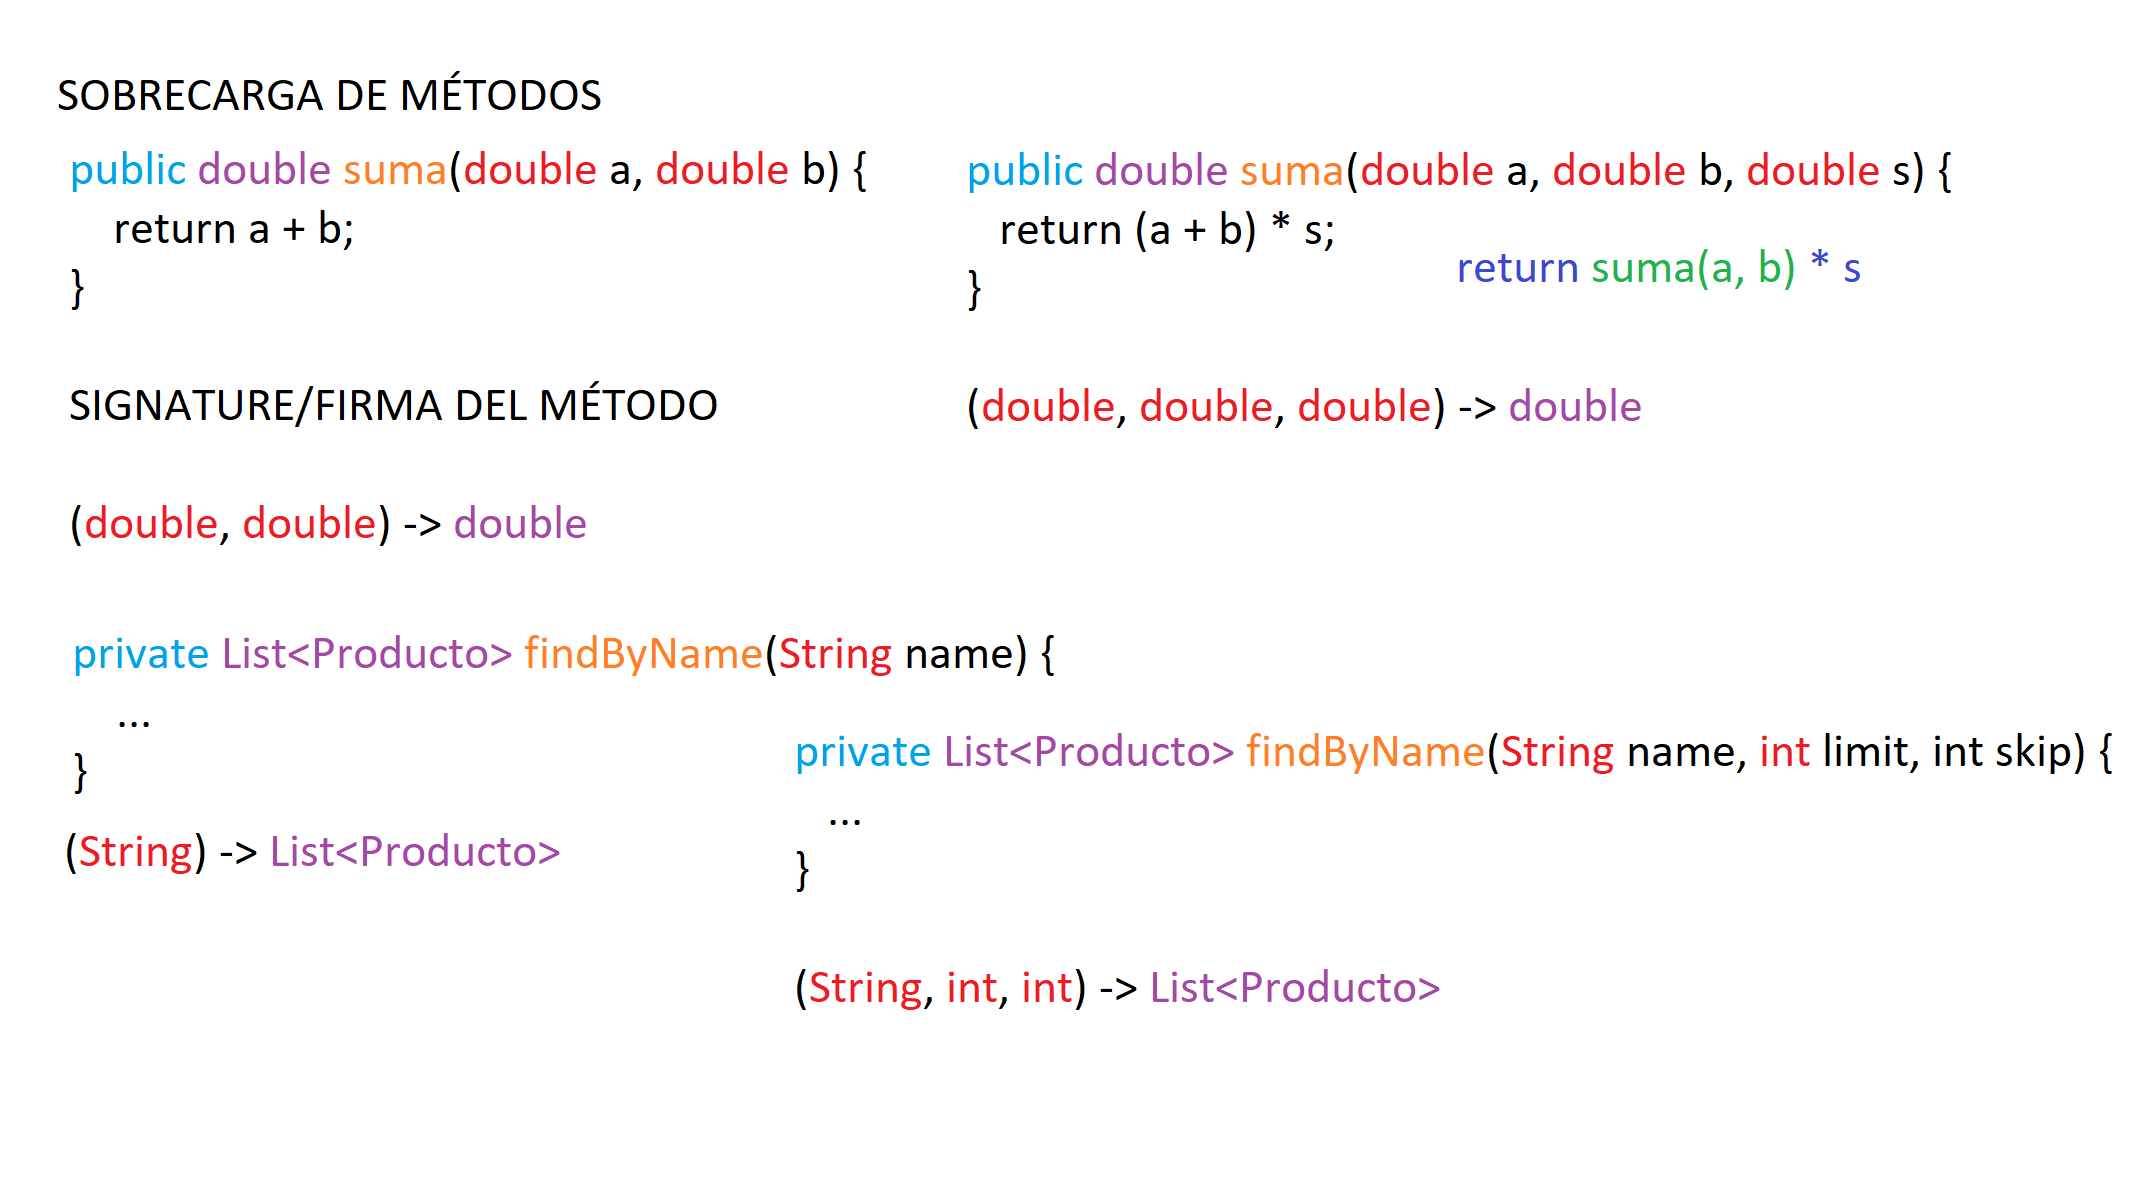 SOBRECARGA DE MÉTODOS
public double suma(double a, double b) {
return a + b;
}
public double suma(double a, double b, double s) {
return (a + b) * s;
return suma(a, b) * s
}
SIGNATURE/FIRMA DEL MÉTODO
(double, double, double) -> double
(double, double) -> double
private List<Producto> findByName(String name) {
...
}
(String) -> List<Producto>
private List<Producto> findByName(String name, int limit, int skip) {
...
}
(String, int, int) -> List<Producto>